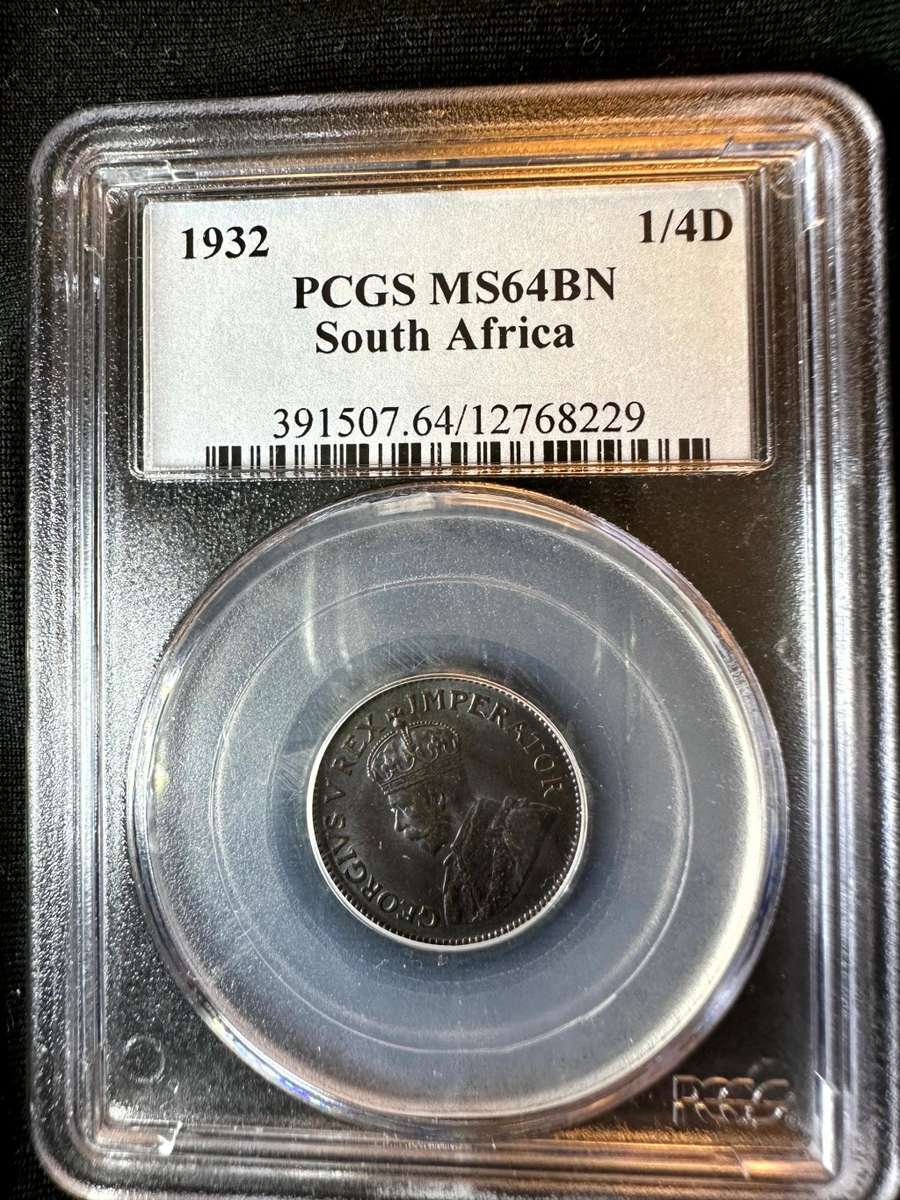 1932 1/4D
PCGS MS64BN
South Africa
391507.64/12768229
GEORGIVS V REX IMPERATOR
PCGS